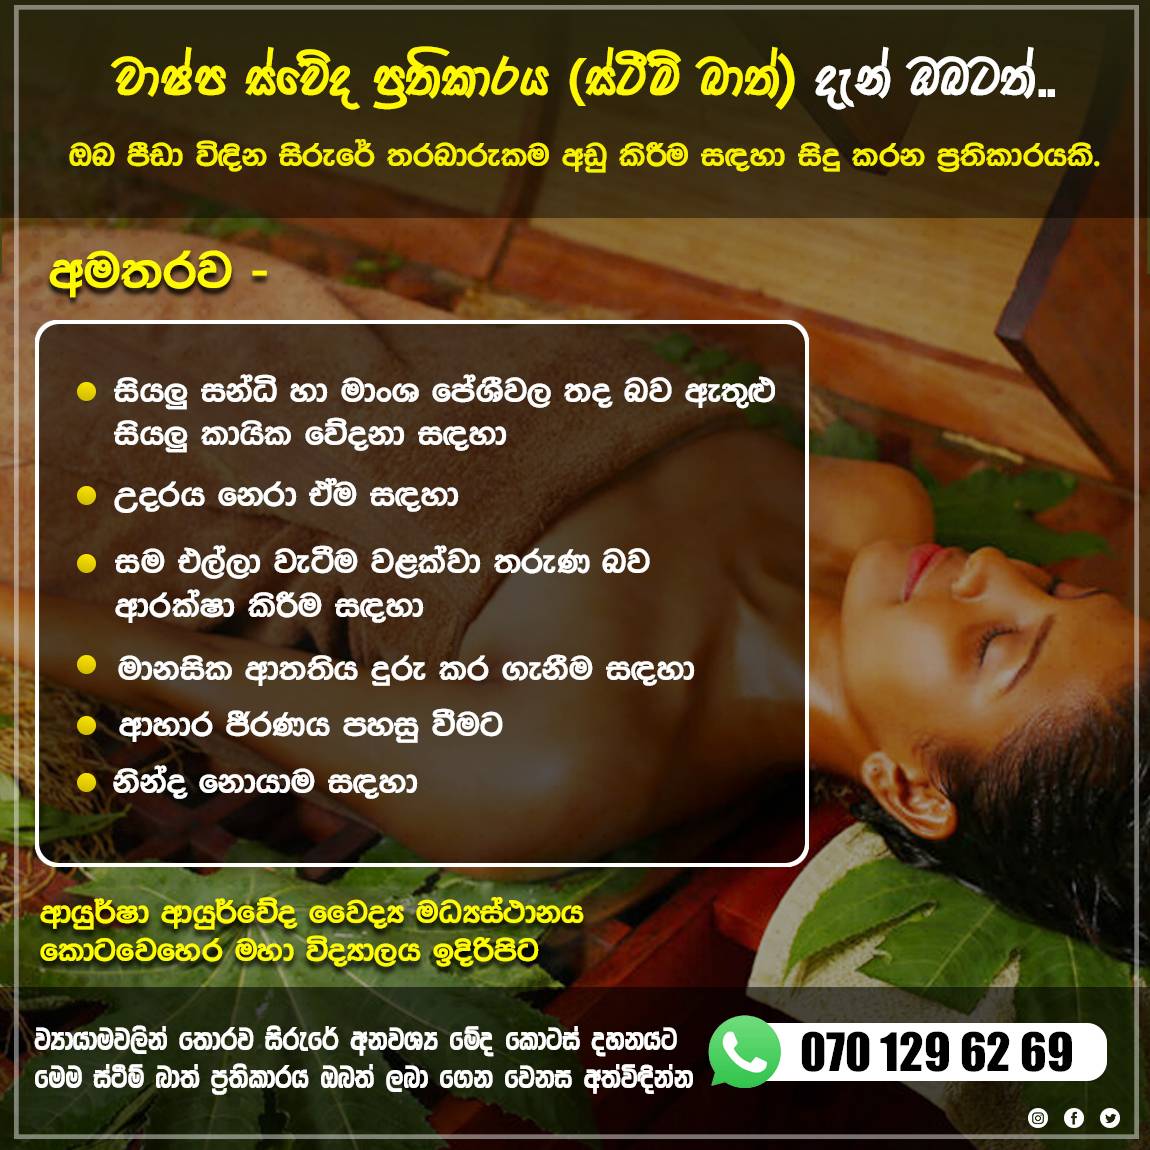 වාෂ්ප ස්වේද ප්‍රතිකාරය (ස්ටීම් බාත්) දැන් ඔබටත්..
ඔබ පීඩා විඳින සිරුරේ තරබාරුකම අඩු කිරීම සඳහා සිදු කරන ප්‍රතිකාරයකි.
අමතරව -
සියලු සන්ධි හා මාංශ පේශීවල තද බව ඇතුළු
සියලු කායික වේදනා සඳහා
උදරය නෙරා ඒම සඳහා
සම එල්ලා වැටීම වළක්වා තරුණ බව
ආරක්ෂා කිරීම සඳහා
මානසික ආතතිය දුරු කර ගැනීම සඳහා
ආහාර ජීරණය පහසු වීමට
නින්ද නොයාම සඳහා
ආයුර්ෂා ආයුර්වේද වෛද්‍ය මධ්‍යස්ථානය
කොටවෙහෙර මහා විද්‍යාලය ඉදිරිපිට
ව්‍යායාමවලින් තොරව සිරුරේ අනවශ්‍ය මේද කොටස් දහනයට
මෙම ස්ටීම් බාත් ප්‍රතිකාරය ඔබත් ලබා ගෙන වෙනස අත්විඳින්න
070 129 62 69